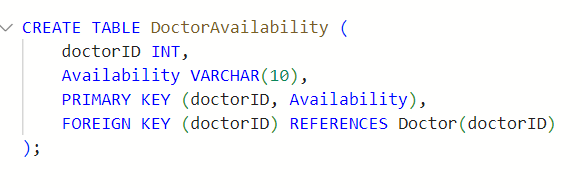 CREATE TABLE DoctorAvailability (
    doctorID INT,
    Availability VARCHAR(10),
    PRIMARY KEY (doctorID, Availability),
    FOREIGN KEY (doctorID) REFERENCES Doctor(doctorID)
);